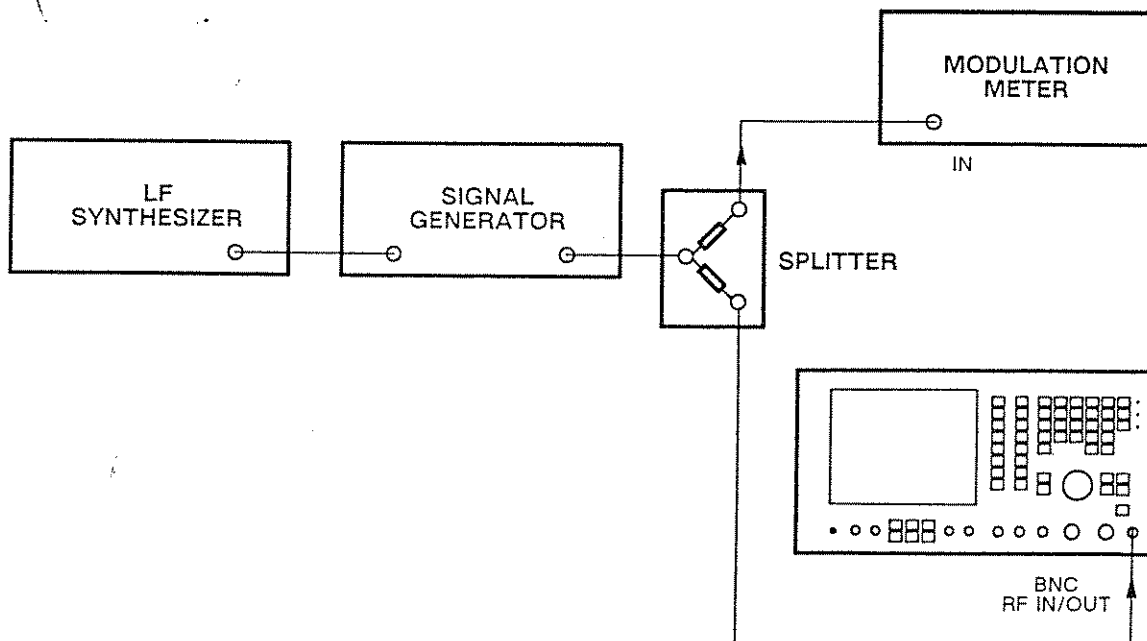 MODULATION
METER
IN
LF
SYNTHESIZER
SIGNAL
GENERATOR
SPLITTER
BNC
RF IN/OUT